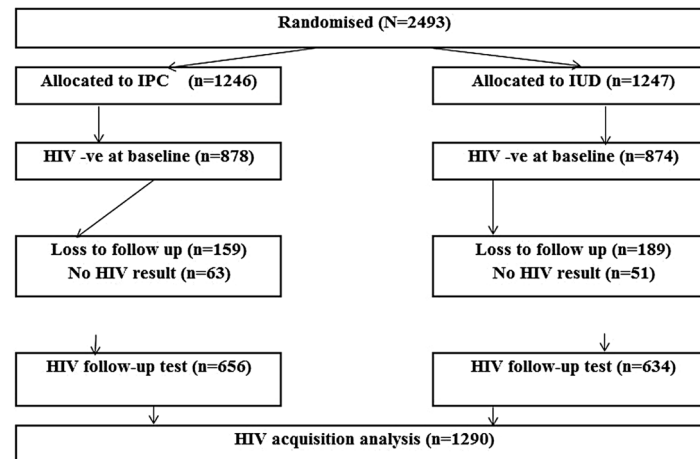 Randomised (N=2493)
Allocated to IPC (n=1246)
Allocated to IUD (n=1247)
HIV -ve at baseline (n=878)
HIV -ve at baseline (n=874)
Loss to follow up (n=159)
No HIV result (n=63)
Loss to follow up (n=189)
No HIV result (n=51)
HIV follow-up test (n=656)
HIV follow-up test (n=634)
HIV acquisition analysis (n=1290)